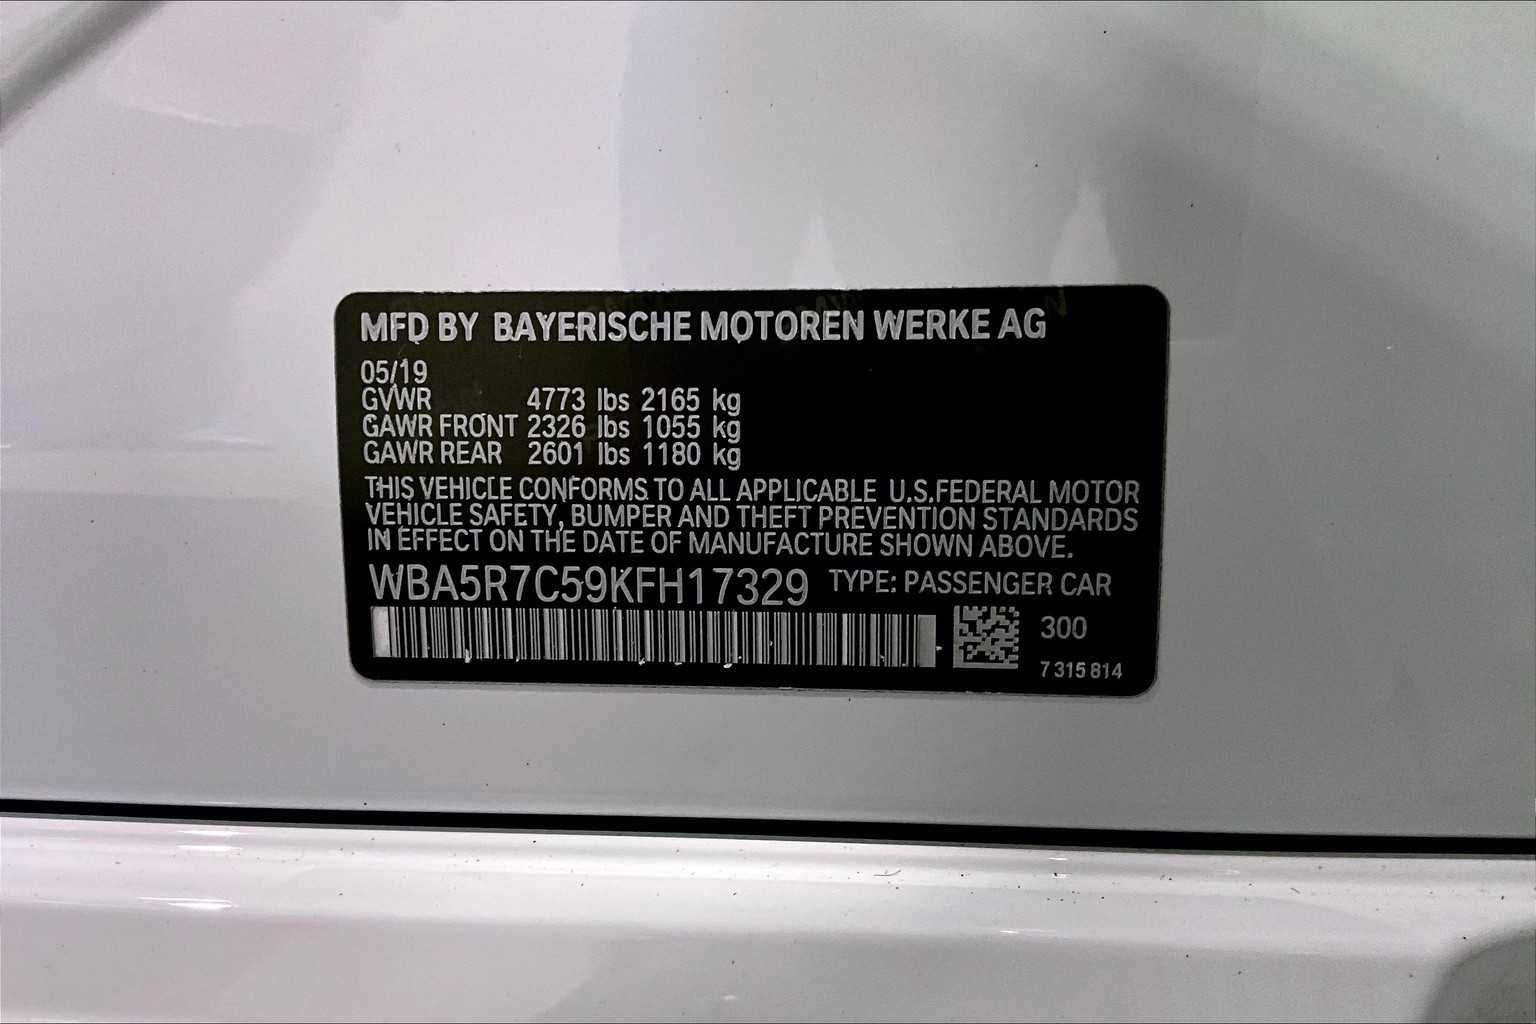 MFD BY BAYERISCHE MOTOREN WERKE AG
05/19
GVWR 4773 lbs 2165 kg
GAWR FRONT 2326 lbs 1055 kg
GAWR REAR 2601 lbs 1180 kg
THIS VEHICLE CONFORMS TO ALL APPLICABLE U.S.FEDERAL MOTOR
VEHICLE SAFETY, BUMPER AND THEFT PREVENTION STANDARDS
IN EFFECT ON THE DATE OF MANUFACTURE SHOWN ABOVE.
WBA5R7C59KFH17329 TYPE: PASSENGER CAR
300
7 315 814